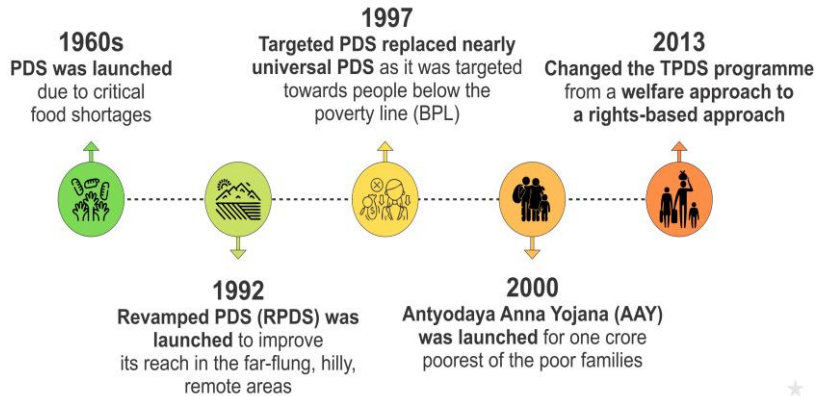 1960s
PDS was launched
due to critical
food shortages
1992
Revamped PDS (RPDS) was
launched to improve
its reach in the far-flung, hilly,
remote areas
1997
Targeted PDS replaced nearly
universal PDS as it was targeted
towards people below the
poverty line (BPL)
2000
Antyodaya Anna Yojana (AAY)
was launched for one crore
poorest of the poor families
2013
Changed the TPDS programme
from a welfare approach to
a rights-based approach